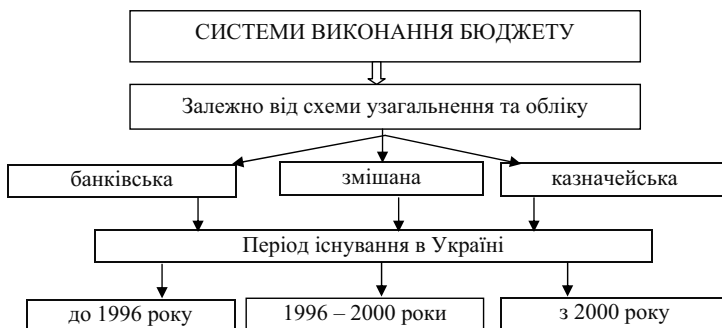 СИСТЕМИ ВИКОНАННЯ БЮДЖЕТУ
Залежно від схеми узагальнення та обліку
банківська
змішана
казначейська
Період існування в Україні
до 1996 року
1996 – 2000 роки
з 2000 року